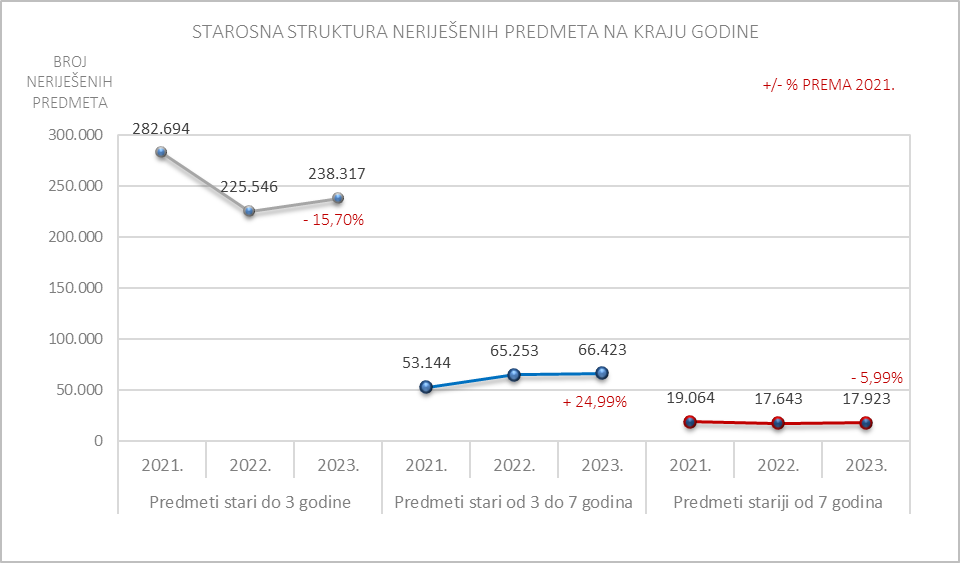 STAROSNA STRUKTURA NERIJEŠENIH PREDMETA NA KRAJU GODINE
BROJ
NERIJEŠENIH
PREDMETA
+/- % PREMA 2021.
300.000
250.000
200.000
150.000
100.000
50.000
0
282.694
225.546
238.317
- 15,70%
53.144
65.253
66.423
+ 24,99%
19.064
17.643
17.923
- 5,99%
2021. 2022. 2023. 2021. 2022. 2023. 2021. 2022. 2023.
Predmeti stari do 3 godine Predmeti stari od 3 do 7 godina Predmeti stariji od 7 godina